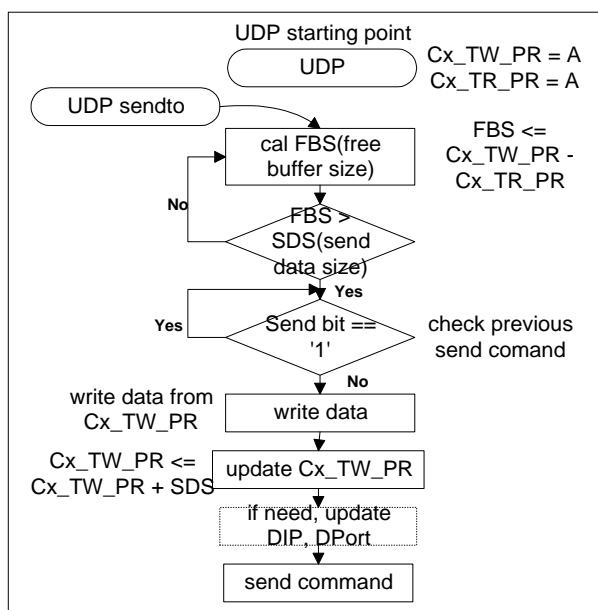 UDP starting point
UDP
Cx_TW_PR = A
Cx_TR_PR = A
UDP sendto
cal FBS(free
buffer size)
FBS <=
Cx_TW_PR -
Cx_TR_PR
No
FBS >
SDS(send
data size)
Yes
Yes
Send bit ==
'1'
check previous
send comand
No
write data from
Cx_TW_PR
write data
Cx_TW_PR <=
Cx_TW_PR + SDS
update Cx_TW_PR
if need, update
DIP, DPort
send command